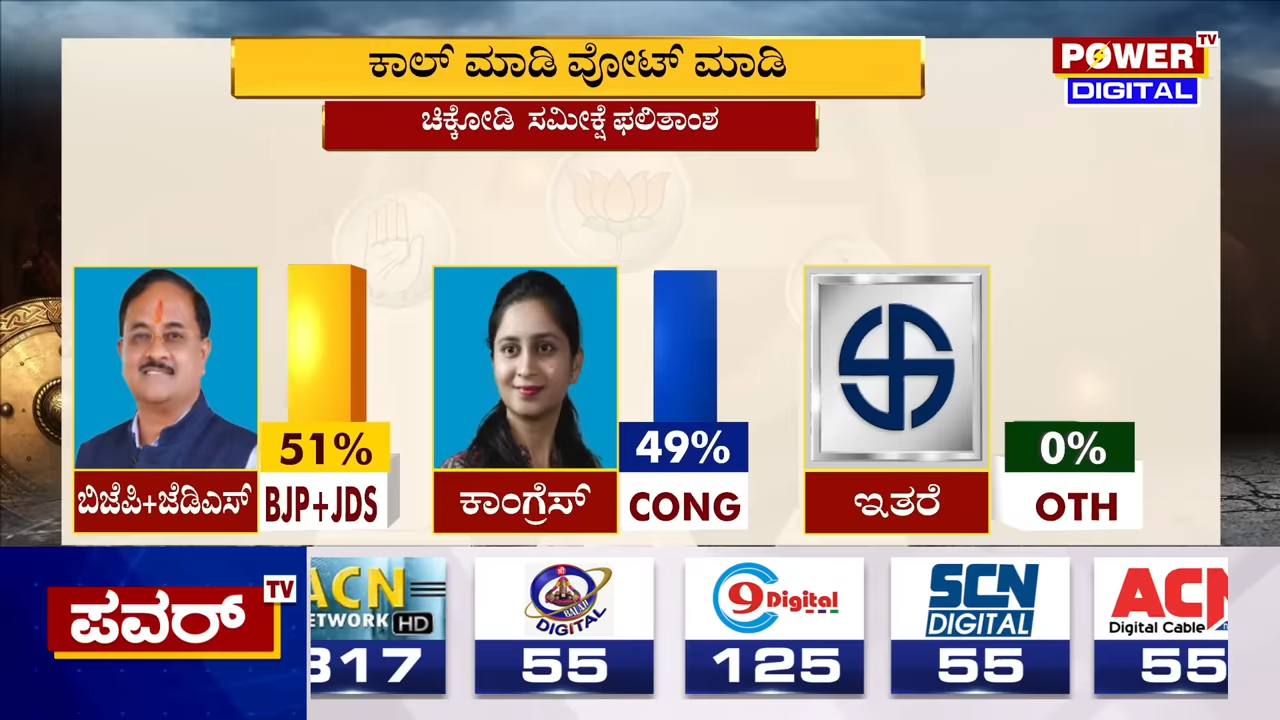 ಕಾಲ್ ಮಾಡಿ ವೋಟ್ ಮಾಡಿ
POWER TV
DIGITAL
ಚಿಕ್ಕೋಡಿ ಸಮೀಕ್ಷೆ ಫಲಿತಾಂಶ
51%
49%
0%
ಬಿಜೆಪಿ+ಜೆಡಿಎಸ್
BJP+JDS
ಕಾಂಗ್ರೆಸ್
CONG
ಇತರೆ
OTH
ಪವರ್ TV
ACN
NETWORK HD
317
BALAJI
DIGITAL
55
9 Digital
125
SCN
DIGITAL
55
ACN
Digital Cable
55